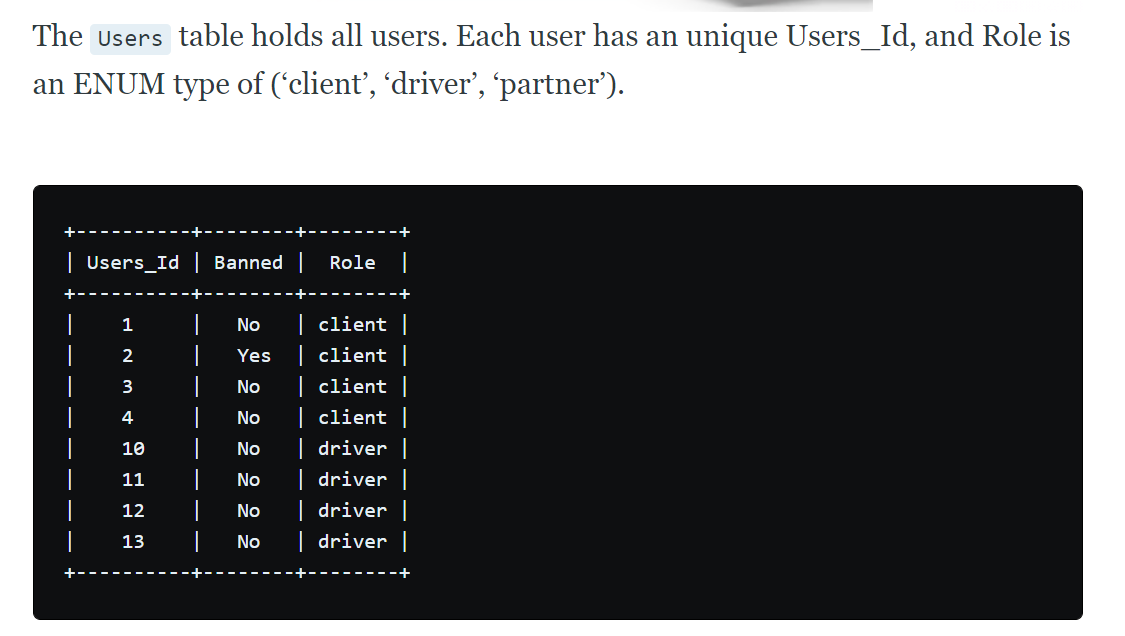 The Users table holds all users. Each user has an unique Users_Id, and Role is
an ENUM type of (‘client’, ‘driver’, ‘partner’).
+----------+--------+--------+
| Users_Id | Banned |  Role  |
+----------+--------+--------+
|    1     |   No   | client |
|    2     |   Yes  | client |
|    3     |   No   | client |
|    4     |   No   | client |
|    10    |   No   | driver |
|    11    |   No   | driver |
|    12    |   No   | driver |
|    13    |   No   | driver |
+----------+--------+--------+